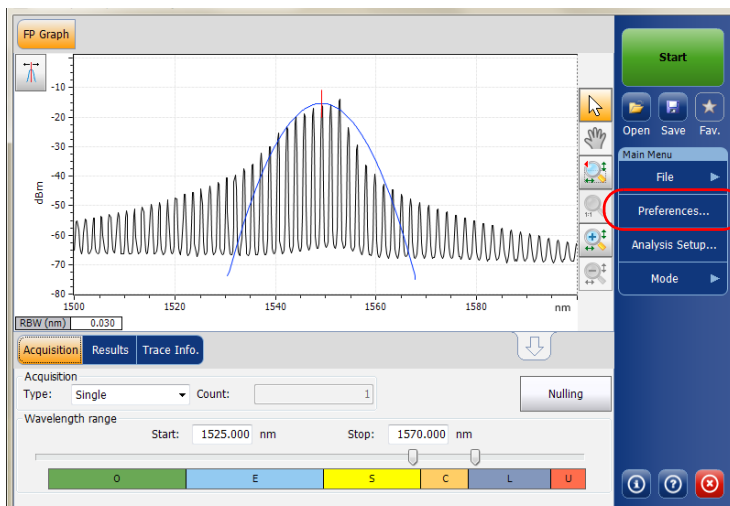 FP Graph
-10
-20
-30
-40
-50
-60
-70
-80
dBm
1500 1520 1540 1560 1580 nm
RBW (nm) 0.030
1:1
Start
Open Save Fav.
Main Menu
File
Preferences...
Analysis Setup...
Mode
Acquisition Results Trace Info.
Acquisition
Type: Single Count: 1
Nulling
Wavelength range
Start: 1525.000 nm Stop: 1570.000 nm
O E S C L U